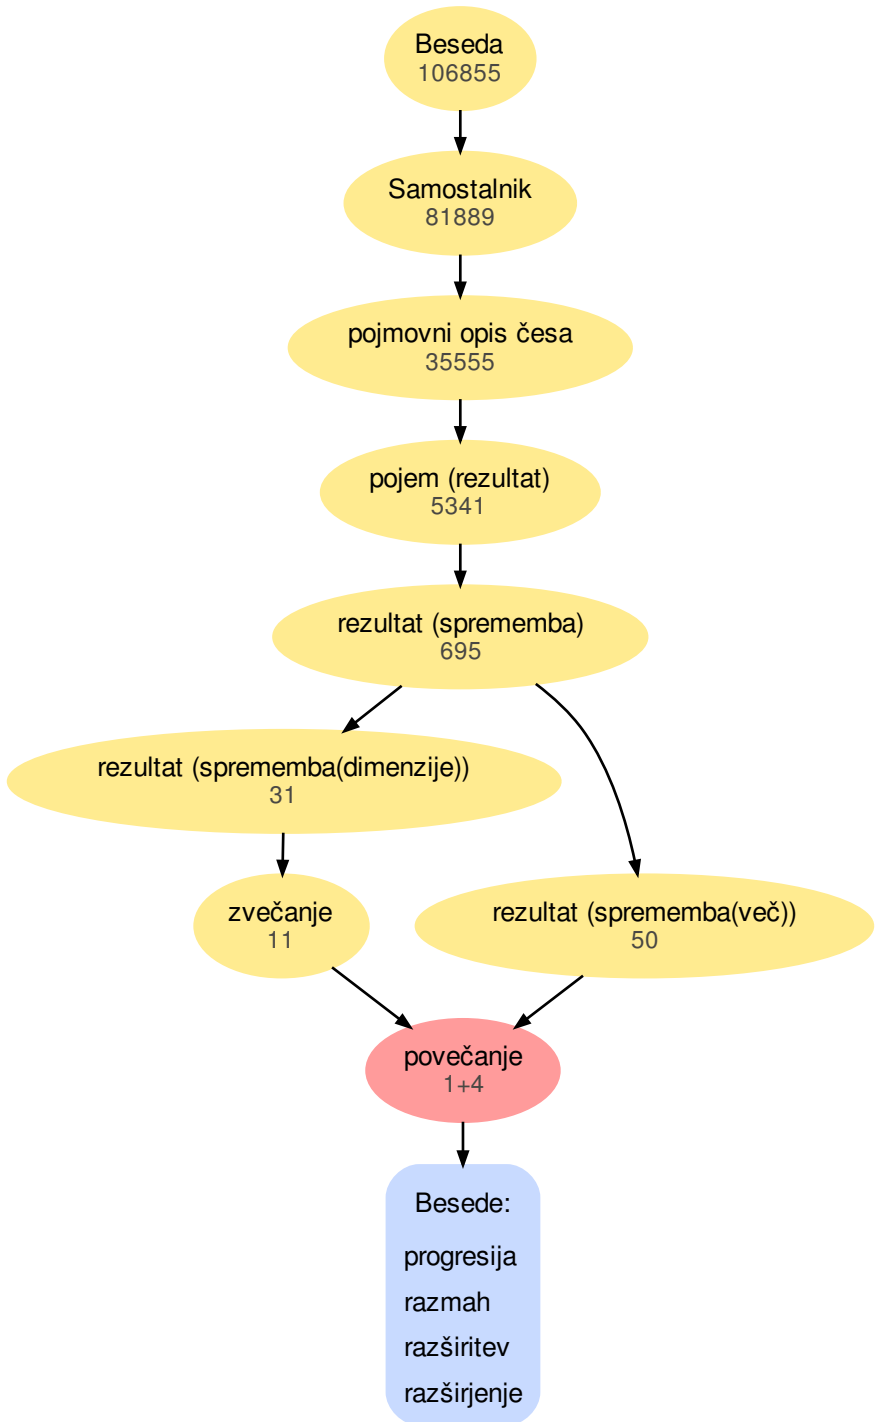 Beseda
106855
Samostalnik
81889
pojmovni opis česa
35555
pojem (rezultat)
5341
rezultat (sprememba)
695
rezultat (sprememba(dimenzije))
31
zvečanje
11
rezultat (sprememba(več))
50
povečanje
1+4
Besede:
progresija
razmah
razširitev
razširjenje